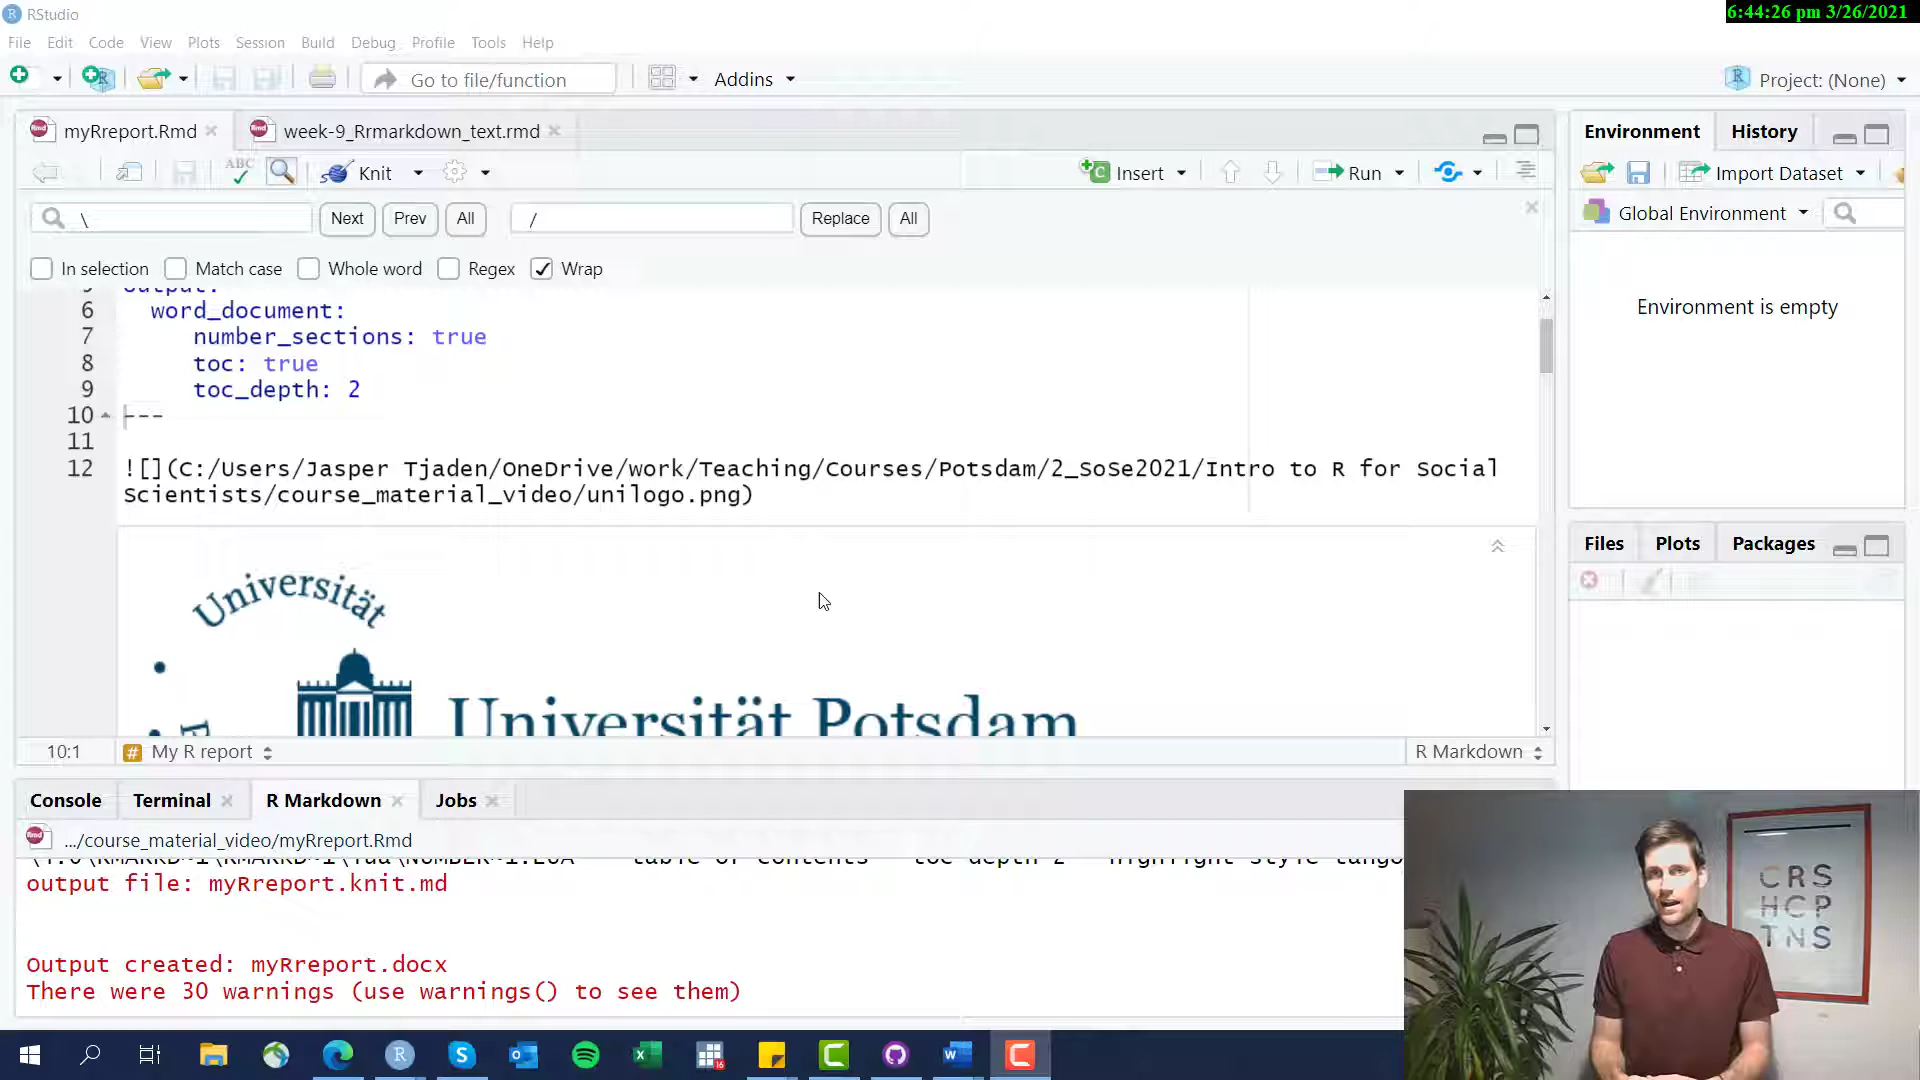 RStudio
6:44:26 pm 3/26/2021
File Edit Code View Plots Session Build Debug Profile Tools Help
Go to file/function Addins Project: (None)
myRreport.Rmd week-9_Rrmarkdown_text.rmd
ABC Knit Insert Run
\ Next Prev All / Replace All
In selection Match case Whole word Regex Wrap
output:
6 word_document:
7 number_sections: true
8 toc: true
9 toc_depth: 2
10 ---
11
12 ![](C:/Users/Jasper Tjaden/OneDrive/work/Teaching/Courses/Potsdam/2_SoSe2021/Intro to R for Social
Scientists/course_material_video/unilogo.png)
Universität
Universität Potsdam
10:1 My R report R Markdown
Environment History
Import Dataset
Global Environment
Environment is empty
Files Plots Packages
Console Terminal R Markdown Jobs
.../course_material_video/myRreport.Rmd
output file: myRreport.knit.md
Output created: myRreport.docx
There were 30 warnings (use warnings() to see them)
CRS
HCP
TNS